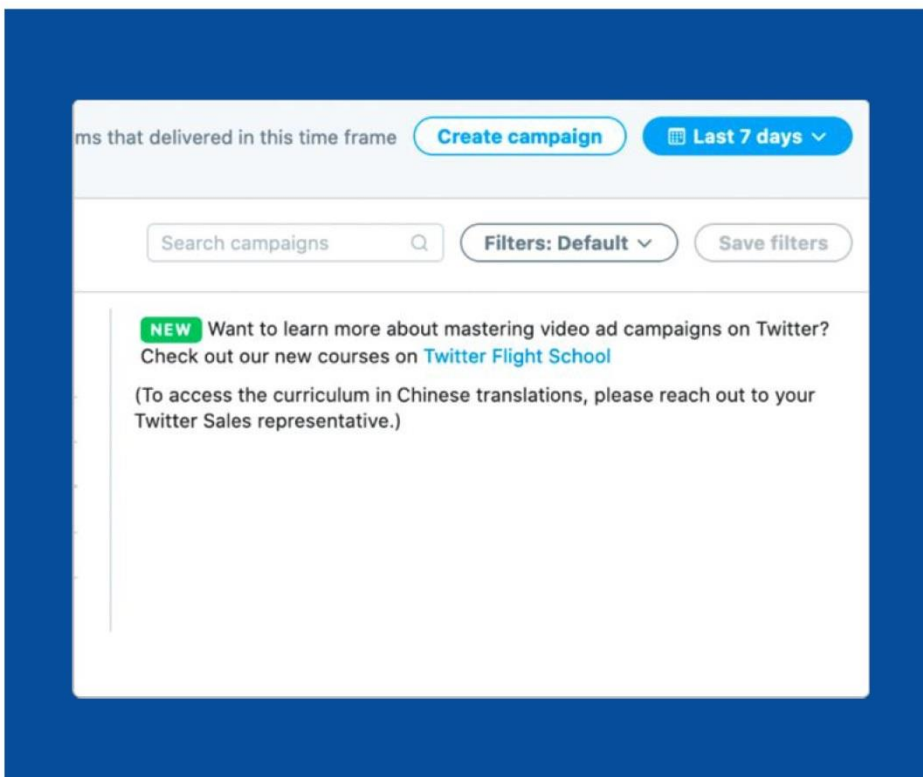 ms that delivered in this time frame Create campaign Last 7 days
Search campaigns Filters: Default Save filters
NEW Want to learn more about mastering video ad campaigns on Twitter?
Check out our new courses on Twitter Flight School
(To access the curriculum in Chinese translations, please reach out to your
Twitter Sales representative.)